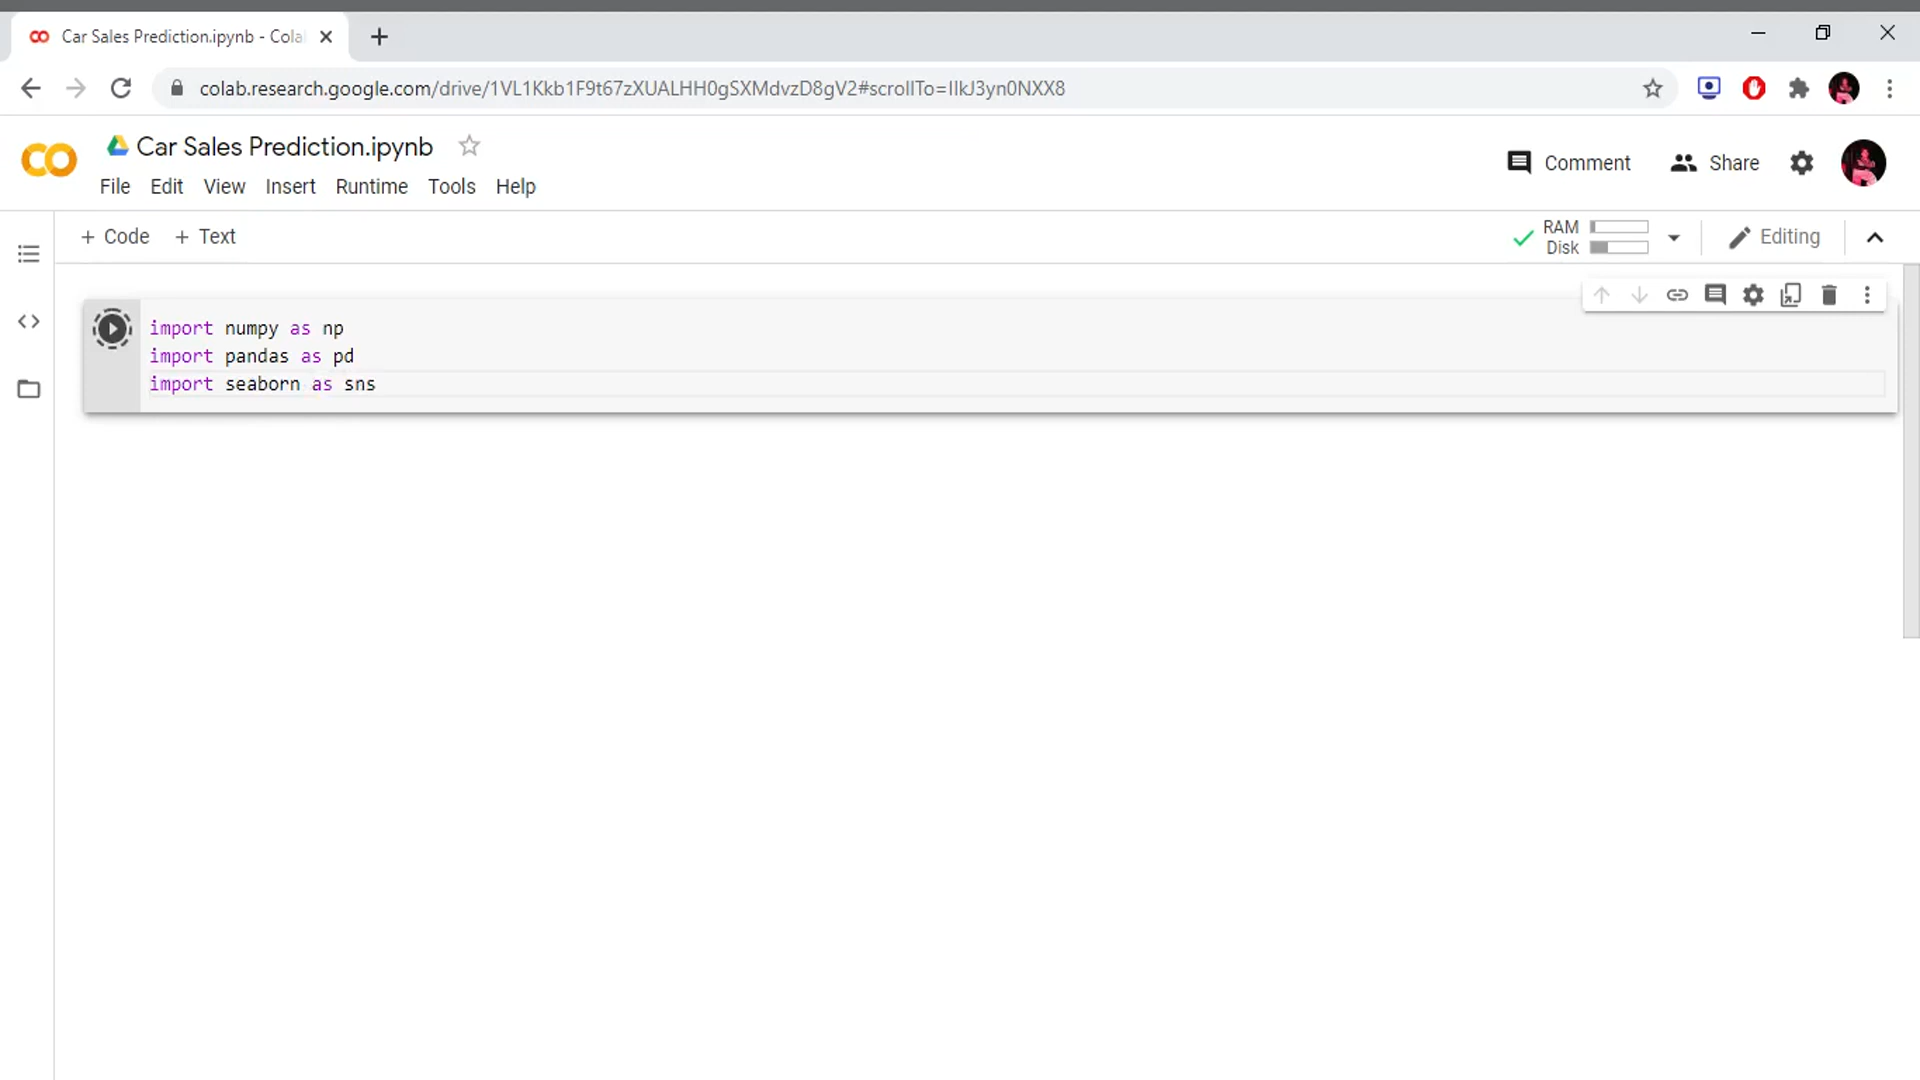 Car Sales Prediction.ipynb - Cola
colab.research.google.com/drive/1VL1Kkb1F9t67zXUALHH0gSXMdvzD8gV2#scrollTo=IIkJ3yn0NXX8
Car Sales Prediction.ipynb
Comment Share
File Edit View Insert Runtime Tools Help
+ Code + Text
RAM
Disk
Editing
import numpy as np
import pandas as pd
import seaborn as sns